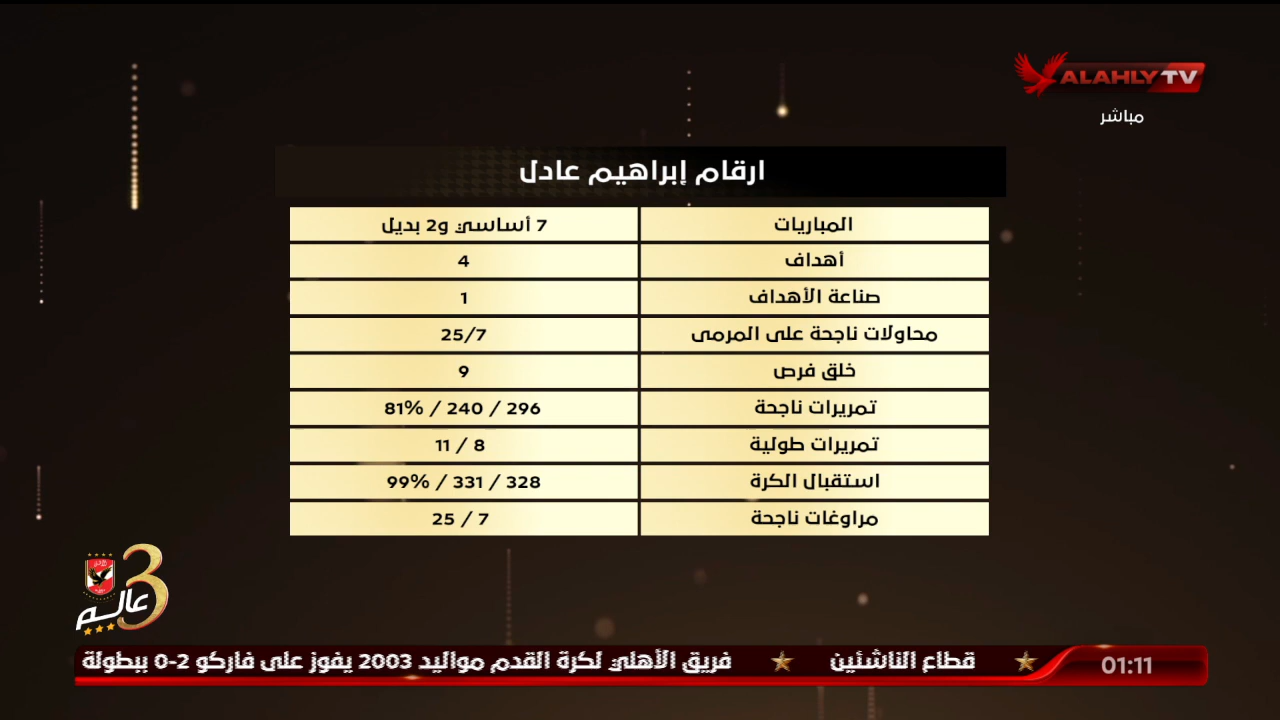 ALAHLY TV
مباشر
ارقام إبراهيم عادل
المباريات 7 أساسي و2 بديل
أهداف 4
صناعة الأهداف 1
محاولات ناجحة على المرمى 25/7
خلق فرص 9
تمريرات ناجحة 81% / 240 / 296
تمريرات طولية 11 / 8
استقبال الكرة 99% / 331 / 328
مراوغات ناجحة 25 / 7
3 عالم
01:11 قطاع الناشئين فريق الأهلي لكرة القدم مواليد 2003 يفوز على فاركو 2-0 ببطولة